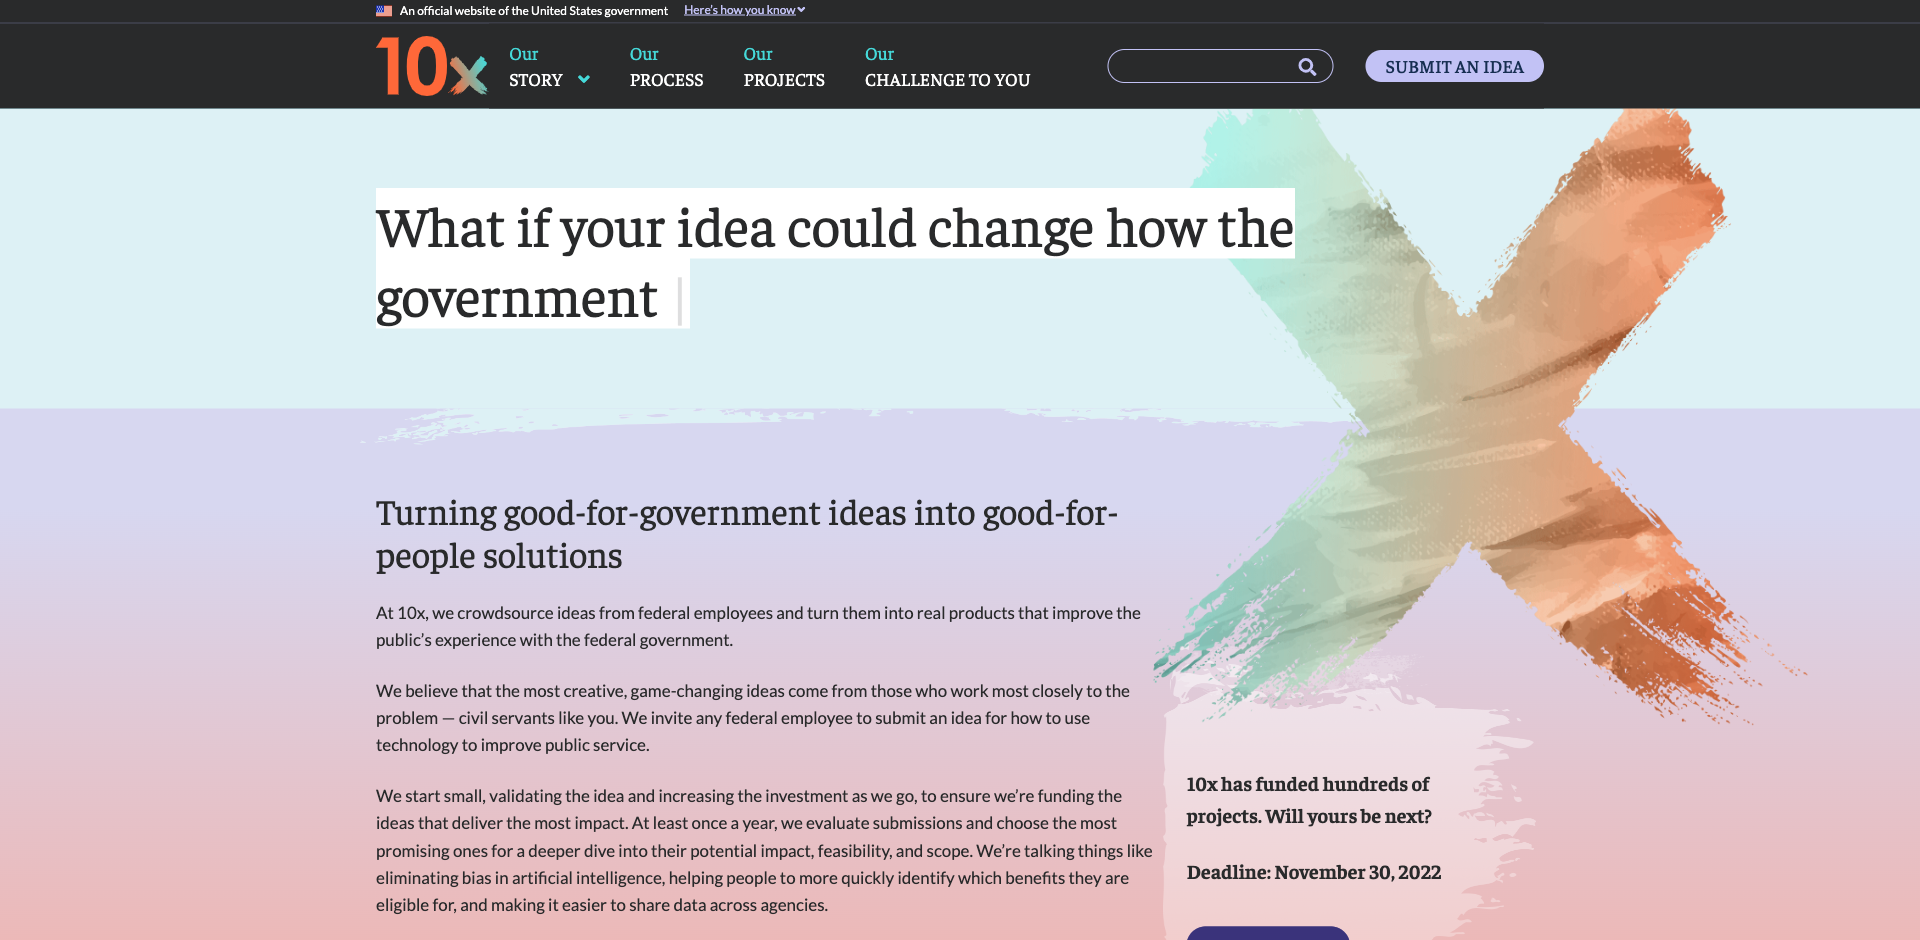 An official website of the United States government Here's how you know
10x
Our STORY
Our PROCESS
Our PROJECTS
Our CHALLENGE TO YOU
SUBMIT AN IDEA
What if your idea could change how the
government
Turning good-for-government ideas into good-for-
people solutions
At 10x, we crowdsource ideas from federal employees and turn them into real products that improve the
public’s experience with the federal government.
We believe that the most creative, game-changing ideas come from those who work most closely to the
problem — civil servants like you. We invite any federal employee to submit an idea for how to use
technology to improve public service.
We start small, validating the idea and increasing the investment as we go, to ensure we’re funding the
ideas that deliver the most impact. At least once a year, we evaluate submissions and choose the most
promising ones for a deeper dive into their potential impact, feasibility, and scope. We’re talking things like
eliminating bias in artificial intelligence, helping people to more quickly identify which benefits they are
eligible for, and making it easier to share data across agencies.
10x has funded hundreds of
projects. Will yours be next?
Deadline: November 30, 2022